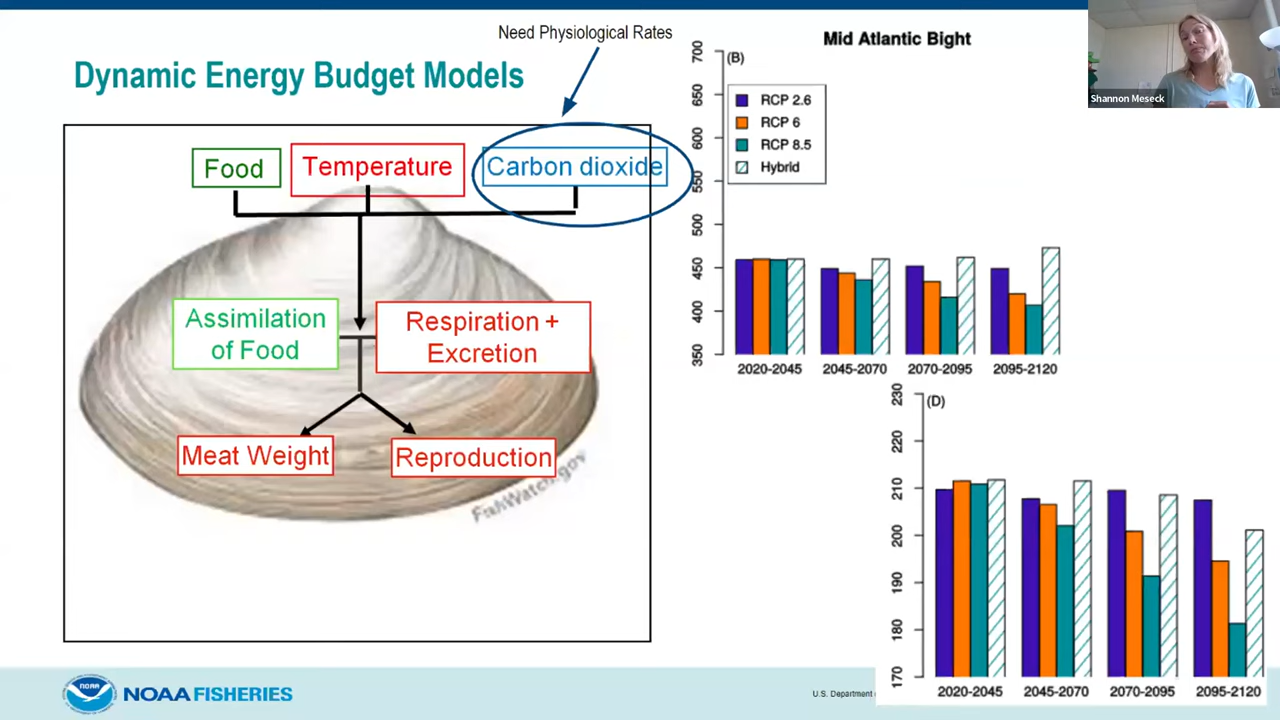 Need Physiological Rates
Dynamic Energy Budget Models
Food
Temperature
Carbon dioxide
Assimilation
of Food
Respiration +
Excretion
Meat Weight
Reproduction
FishWatch.gov
NOAA
NOAA FISHERIES
U.S. Department
Mid Atlantic Bight
(B)
RCP 2.6
RCP 6
RCP 8.5
Hybrid
700
650
600
550
500
450
400
350
2020-2045
2045-2070
2070-2095
2095-2120
(D)
230
220
210
200
190
180
170
2020-2045
2045-2070
2070-2095
2095-2120
Shannon Meseck